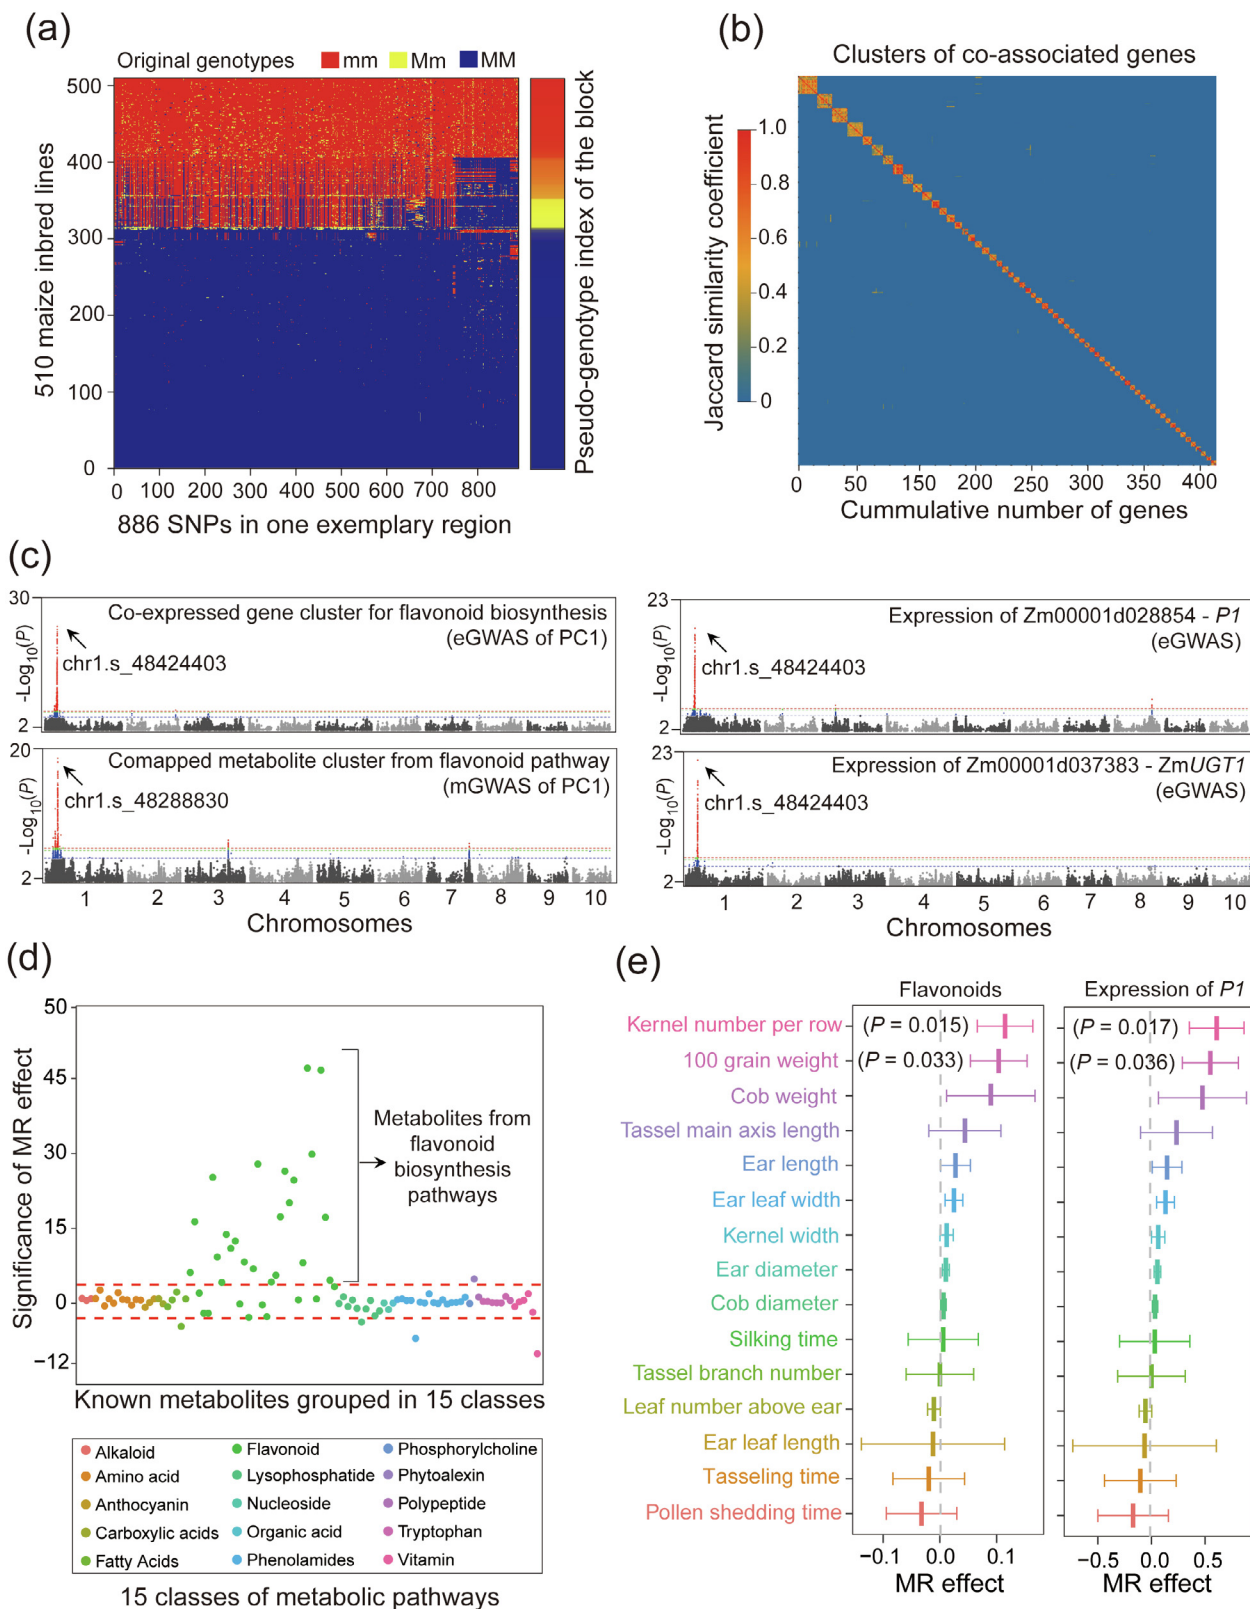 (a)
Original genotypes mm Mm MM
510 maize inbred lines
500
400
300
200
100
0
0 100 200 300 400 500 600 700 800
886 SNPs in one exemplary region
Pseudo-genotype index of the block
(b)
Clusters of co-associated genes
Jaccard similarity coefficient
1.0
0.8
0.6
0.4
0.2
0
0 50 150 200 250 300 350 400
Cummulative number of genes
(c)
30
-Log10(P)
2
Co-expressed gene cluster for flavonoid biosynthesis
(eGWAS of PC1)
chr1.s_48424403
20
-Log10(P)
2
Comapped metabolite cluster from flavonoid pathway
(mGWAS of PC1)
chr1.s_48288830
1 2 3 4 5 6 7 8 9 10
Chromosomes
23
-Log10(P)
2
Expression of Zm00001d028854 - P1
(eGWAS)
chr1.s_48424403
23
-Log10(P)
2
Expression of Zm00001d037383 - ZmUGT1
(eGWAS)
chr1.s_48424403
1 2 3 4 5 6 7 8 9 10
Chromosomes
(d)
Significance of MR effect
50
45
30
15
0
−12
Metabolites from
flavonoid
biosynthesis
pathways
Known metabolites grouped in 15 classes
Alkaloid
Amino acid
Anthocyanin
Carboxylic acids
Fatty Acids
Flavonoid
Lysophosphatide
Nucleoside
Organic acid
Phenolamides
Phosphorylcholine
Phytoalexin
Polypeptide
Tryptophan
Vitamin
15 classes of metabolic pathways
(e)
Flavonoids
Expression of P1
Kernel number per row
(P = 0.015)
(P = 0.017)
100 grain weight
(P = 0.033)
(P = 0.036)
Cob weight
Tassel main axis length
Ear length
Ear leaf width
Kernel width
Ear diameter
Cob diameter
Silking time
Tassel branch number
Leaf number above ear
Ear leaf length
Tasseling time
Pollen shedding time
−0.1 0.0 0.1
MR effect
−0.5 0.0 0.5
MR effect